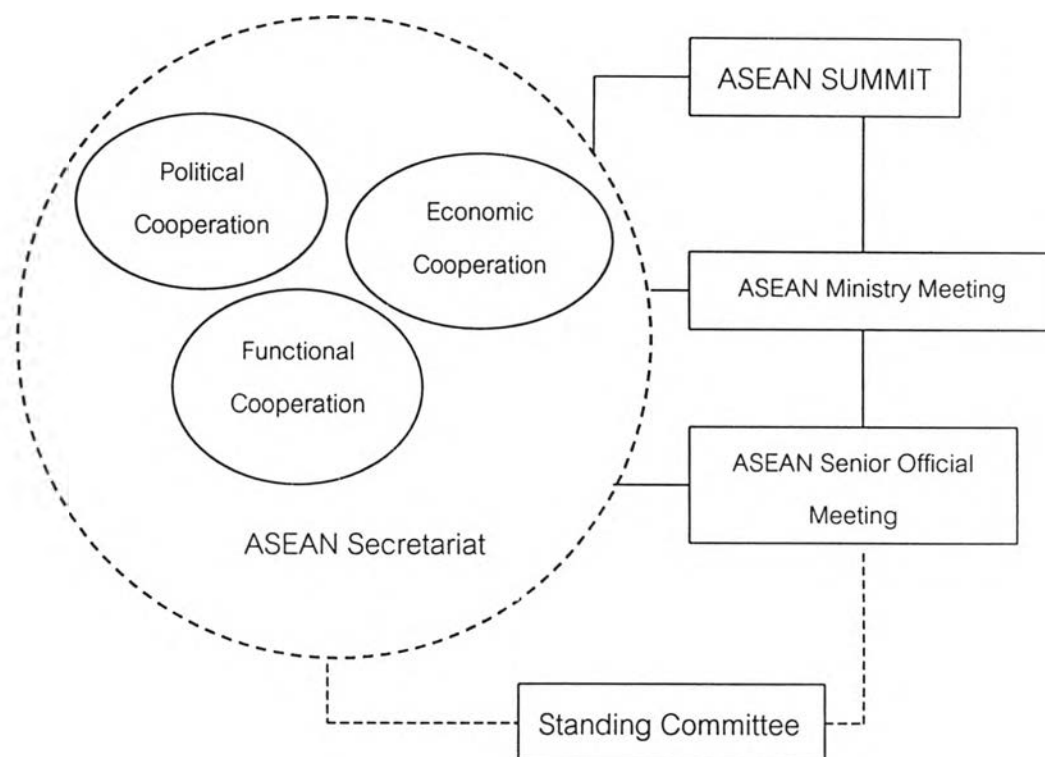 ASEAN SUMMIT
Political
Cooperation
Economic
Cooperation
ASEAN Ministry Meeting
Functional
Cooperation
ASEAN Senior Official
Meeting
ASEAN Secretariat
Standing Committee